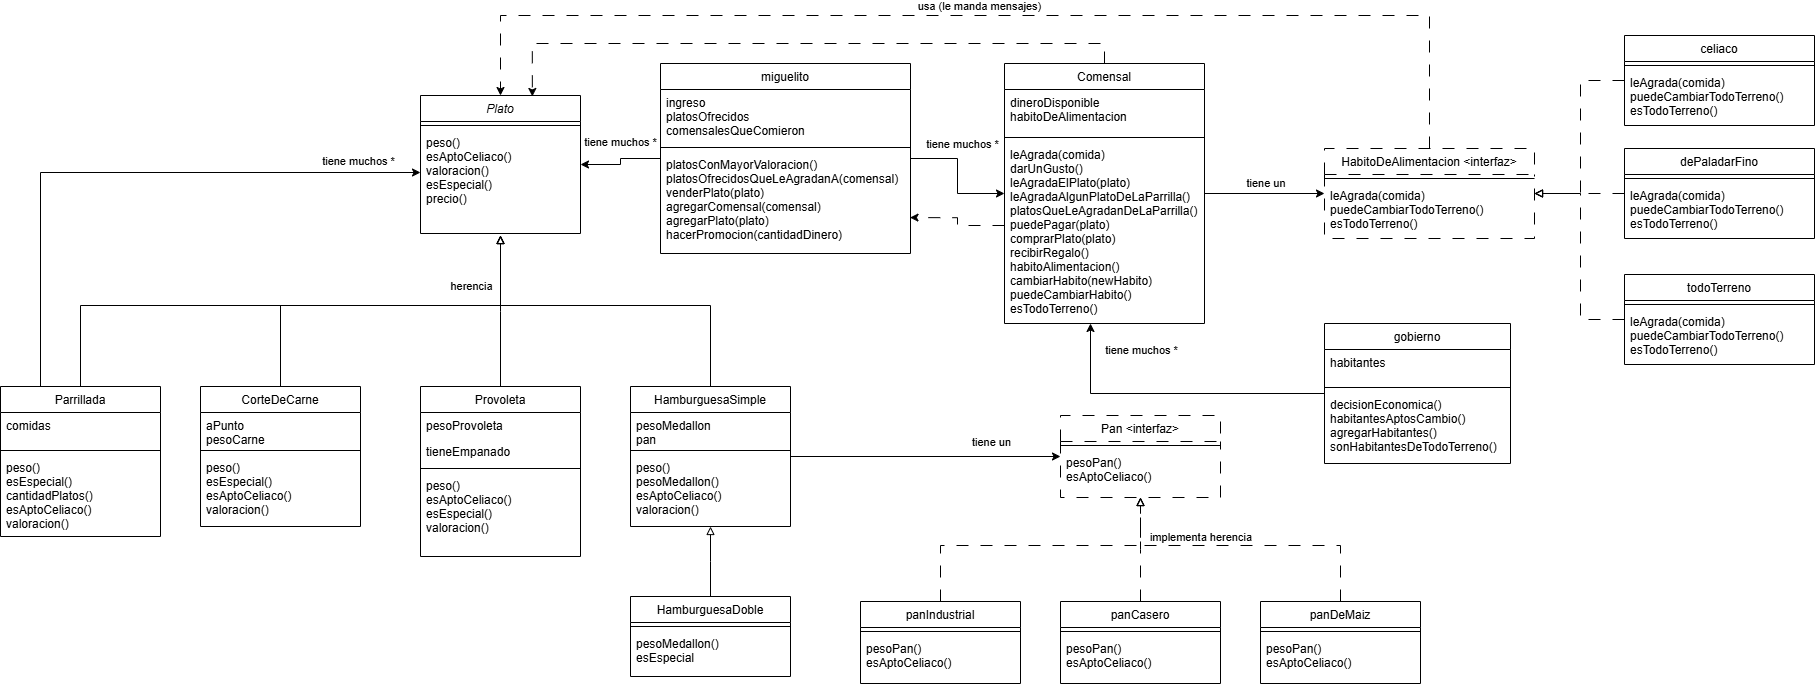 usa (le manda mensajes)
Plato
peso()
esAptoCeliaco()
valoracion()
esEspecial()
precio()
tiene muchos *
tiene muchos *
miguelito
ingreso
platosOfrecidos
comensalesQueComieron
platosConMayorValoracion()
platosOfrecidosQueLeAgradanA(comensal)
venderPlato(plato)
agregarComensal(comensal)
agregarPlato(plato)
hacerPromocion(cantidadDinero)
tiene muchos *
Comensal
dineroDisponible
habitoDeAlimentacion
leAgrada(comida)
darUnGusto()
leAgradaElPlato(plato)
leAgradaAlgunPlatoDeLaParrilla()
platosQueLeAgradanDeLaParrilla()
puedePagar(plato)
comprarPlato(plato)
recibirRegalo()
habitoAlimentacion()
cambiarHabito(newHabito)
puedeCambiarHabito()
esTodoTerreno()
tiene un
HabitoDeAlimentacion <interfaz>
leAgrada(comida)
puedeCambiarTodoTerreno()
esTodoTerreno()
celiaco
leAgrada(comida)
puedeCambiarTodoTerreno()
esTodoTerreno()
dePaladarFino
leAgrada(comida)
puedeCambiarTodoTerreno()
esTodoTerreno()
todoTerreno
leAgrada(comida)
puedeCambiarTodoTerreno()
esTodoTerreno()
herencia
tiene muchos *
gobierno
habitantes
decisionEconomica()
habitantesAptosCambio()
agregarHabitantes()
sonHabitantesDeTodoTerreno()
Parrillada
comidas
peso()
esEspecial()
cantidadPlatos()
esAptoCeliaco()
valoracion()
CorteDeCarne
aPunto
pesoCarne
peso()
esEspecial()
esAptoCeliaco()
valoracion()
Provoleta
pesoProvoleta
tieneEmpanado
peso()
esAptoCeliaco()
esEspecial()
valoracion()
HamburguesaSimple
pesoMedallon
pan
peso()
pesoMedallon()
esAptoCeliaco()
valoracion()
tiene un
Pan <interfaz>
pesoPan()
esAptoCeliaco()
implementa herencia
HamburguesaDoble
pesoMedallon()
esEspecial
panIndustrial
pesoPan()
esAptoCeliaco()
panCasero
pesoPan()
esAptoCeliaco()
panDeMaiz
pesoPan()
esAptoCeliaco()